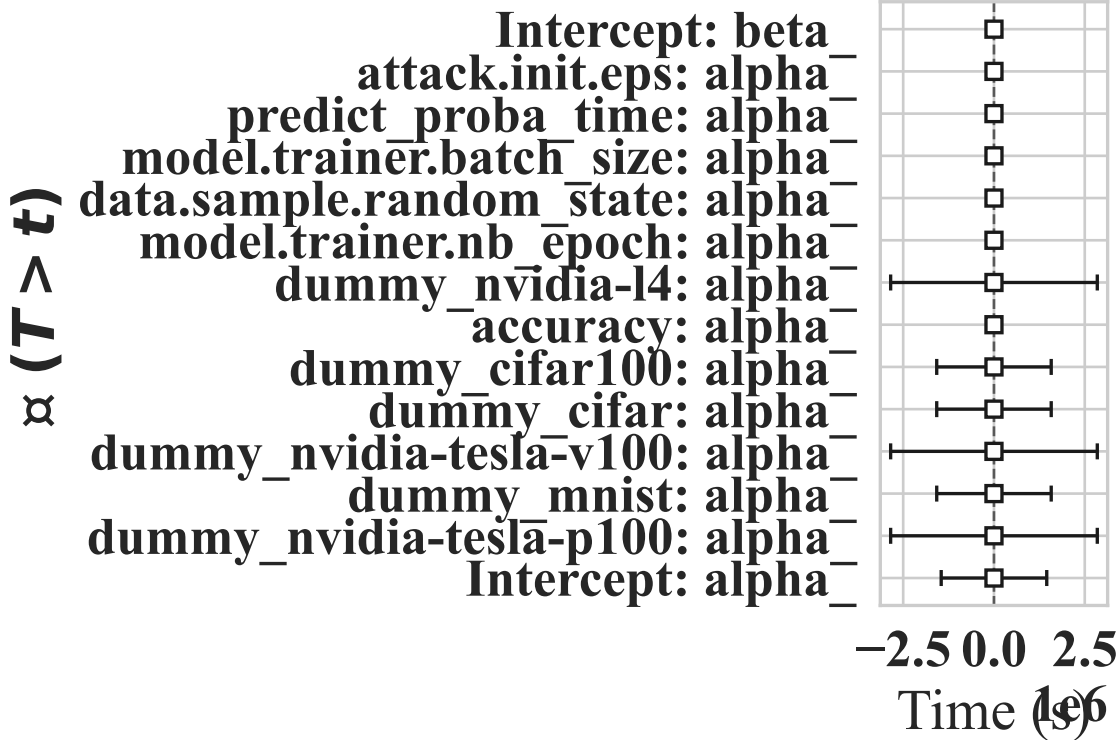 Intercept: beta_
attack.init.eps: alpha_
predict_proba_time: alpha_
model.trainer.batch_size: alpha_
data.sample.random_state: alpha_
model.trainer.nb_epoch: alpha_
dummy_nvidia-l4: alpha_
accuracy: alpha_
dummy_cifar100: alpha_
dummy_cifar: alpha_
dummy_nvidia-tesla-v100: alpha_
dummy_mnist: alpha_
dummy_nvidia-tesla-p100: alpha_
Intercept: alpha_
¤ (T > t)
−2.5 0.0 2.5
1e6
Time (s)